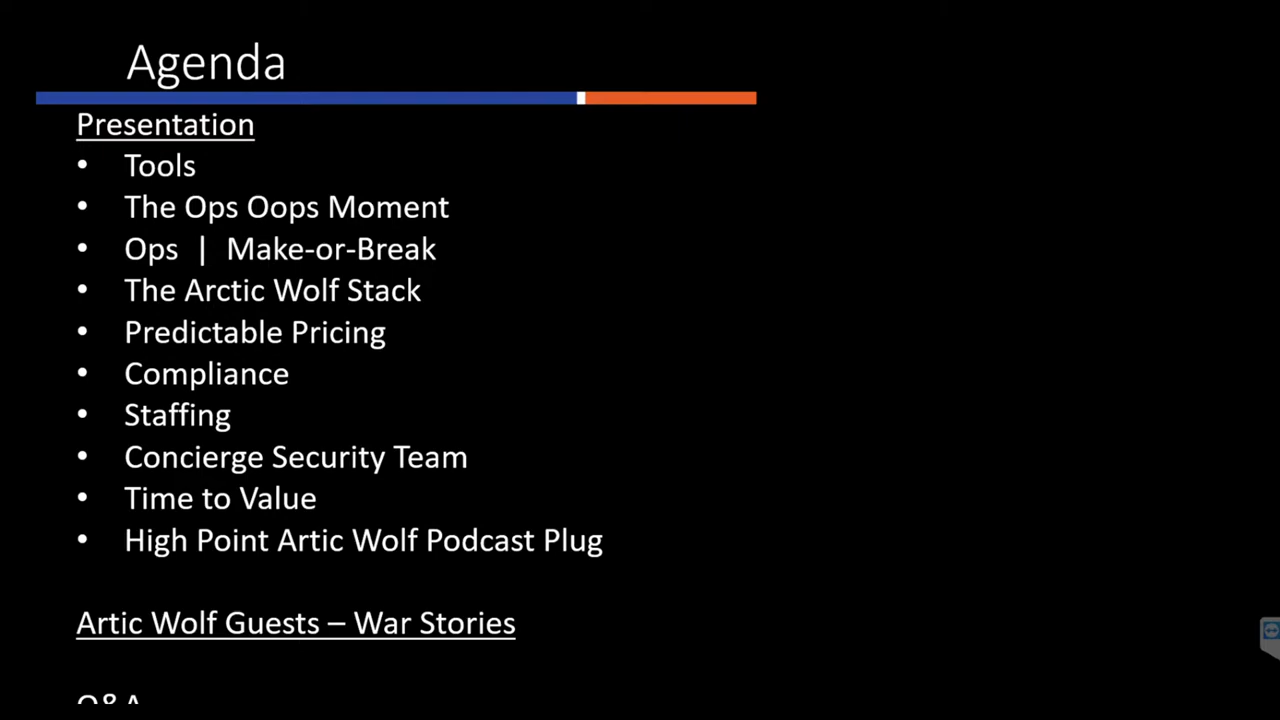 Agenda
Presentation
• Tools
• The Ops Oops Moment
• Ops | Make-or-Break
• The Arctic Wolf Stack
• Predictable Pricing
• Compliance
• Staffing
• Concierge Security Team
• Time to Value
• High Point Artic Wolf Podcast Plug
Artic Wolf Guests – War Stories
Q&A